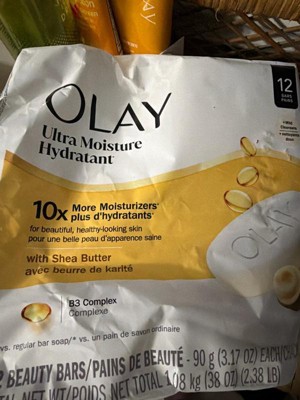 OLAY
12
BARS
PAINS
Ultra Moisture
Hydratant
10x More Moisturizers*
plus d'hydratants*
for beautiful, healthy-looking skin
pour une belle peau d'apparence saine
with Shea Butter
avec beurre de karité
OLAY
B3 Complex
Complexe
vs. regular bar soap/* vs. un pain de savon ordinaire
2 BEAUTY BARS/PAINS DE BEAUTÉ - 90 g (3.17 OZ) EACH/CH
NET WT/POIDS NET TOTAL 1.08 kg (38 OZ) (2.38 LB)